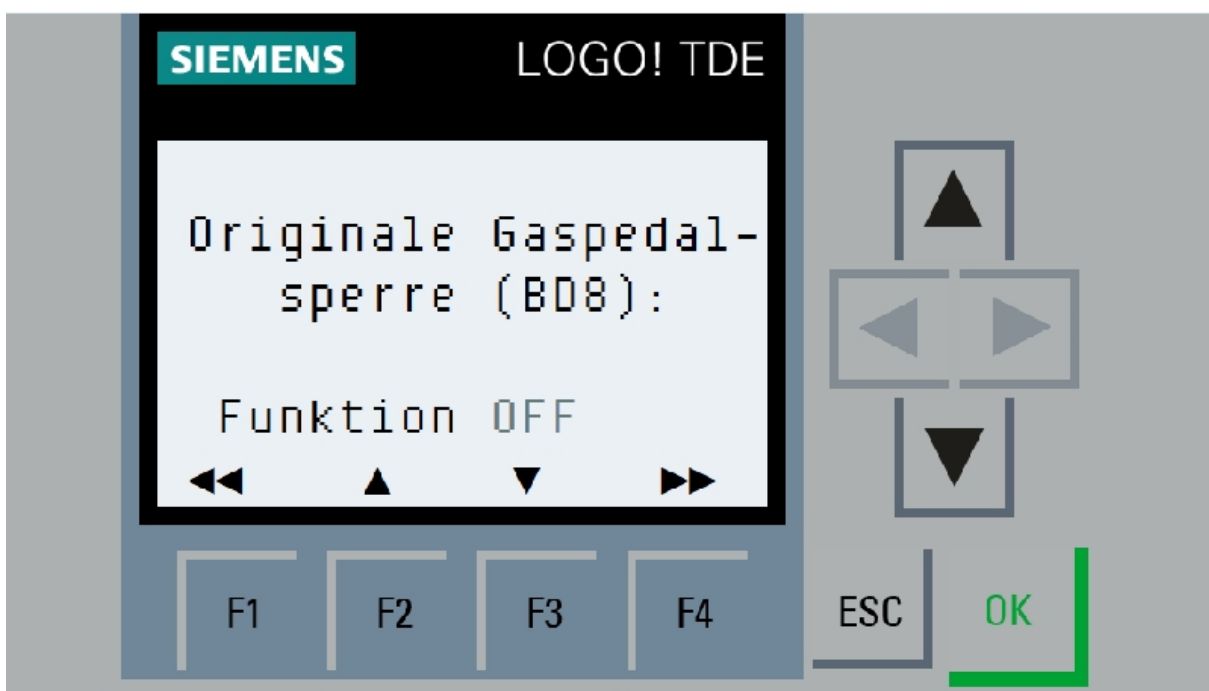 SIEMENS LOGO! TDE
Originale Gaspedal-
sperre (BD8):
Funktion OFF
◀◀ ▲ ▼ ▶▶
F1 F2 F3 F4 ESC OK